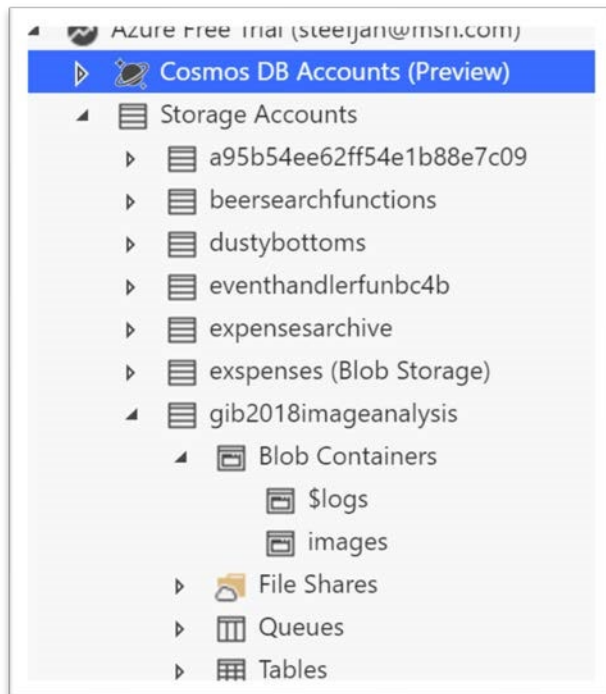 Azure Free Trial (steefjan@msn.com)
Cosmos DB Accounts (Preview)
Storage Accounts
a95b54ee62ff54e1b88e7c09
beersearchfunctions
dustybottoms
eventhandlerfunbc4b
expensesarchive
exspenses (Blob Storage)
gib2018imageanalysis
Blob Containers
$logs
images
File Shares
Queues
Tables